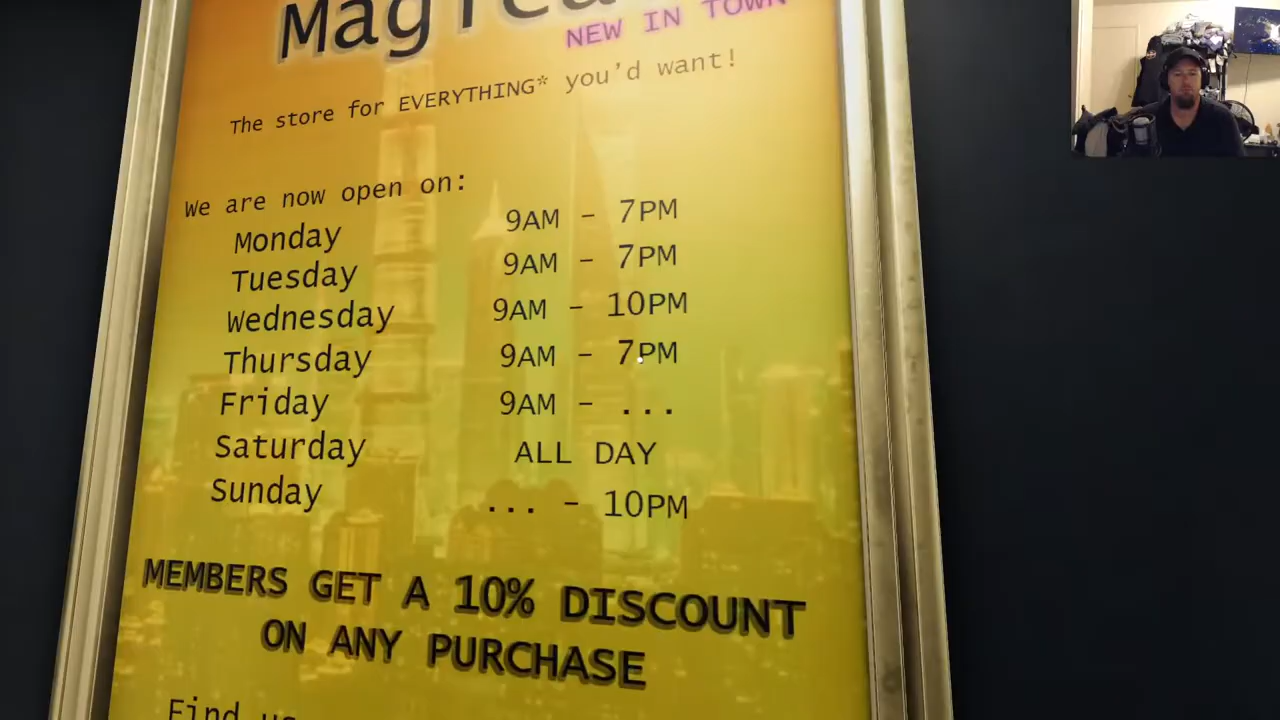 NEW IN TOWN
The store for EVERYTHING* you'd want!
We are now open on:
Monday 9AM - 7PM
Tuesday 9AM - 7PM
Wednesday 9AM - 10PM
Thursday 9AM - 7PM
Friday 9AM - ...
Saturday ALL DAY
Sunday ... - 10PM
MEMBERS GET A 10% DISCOUNT
ON ANY PURCHASE
Find us